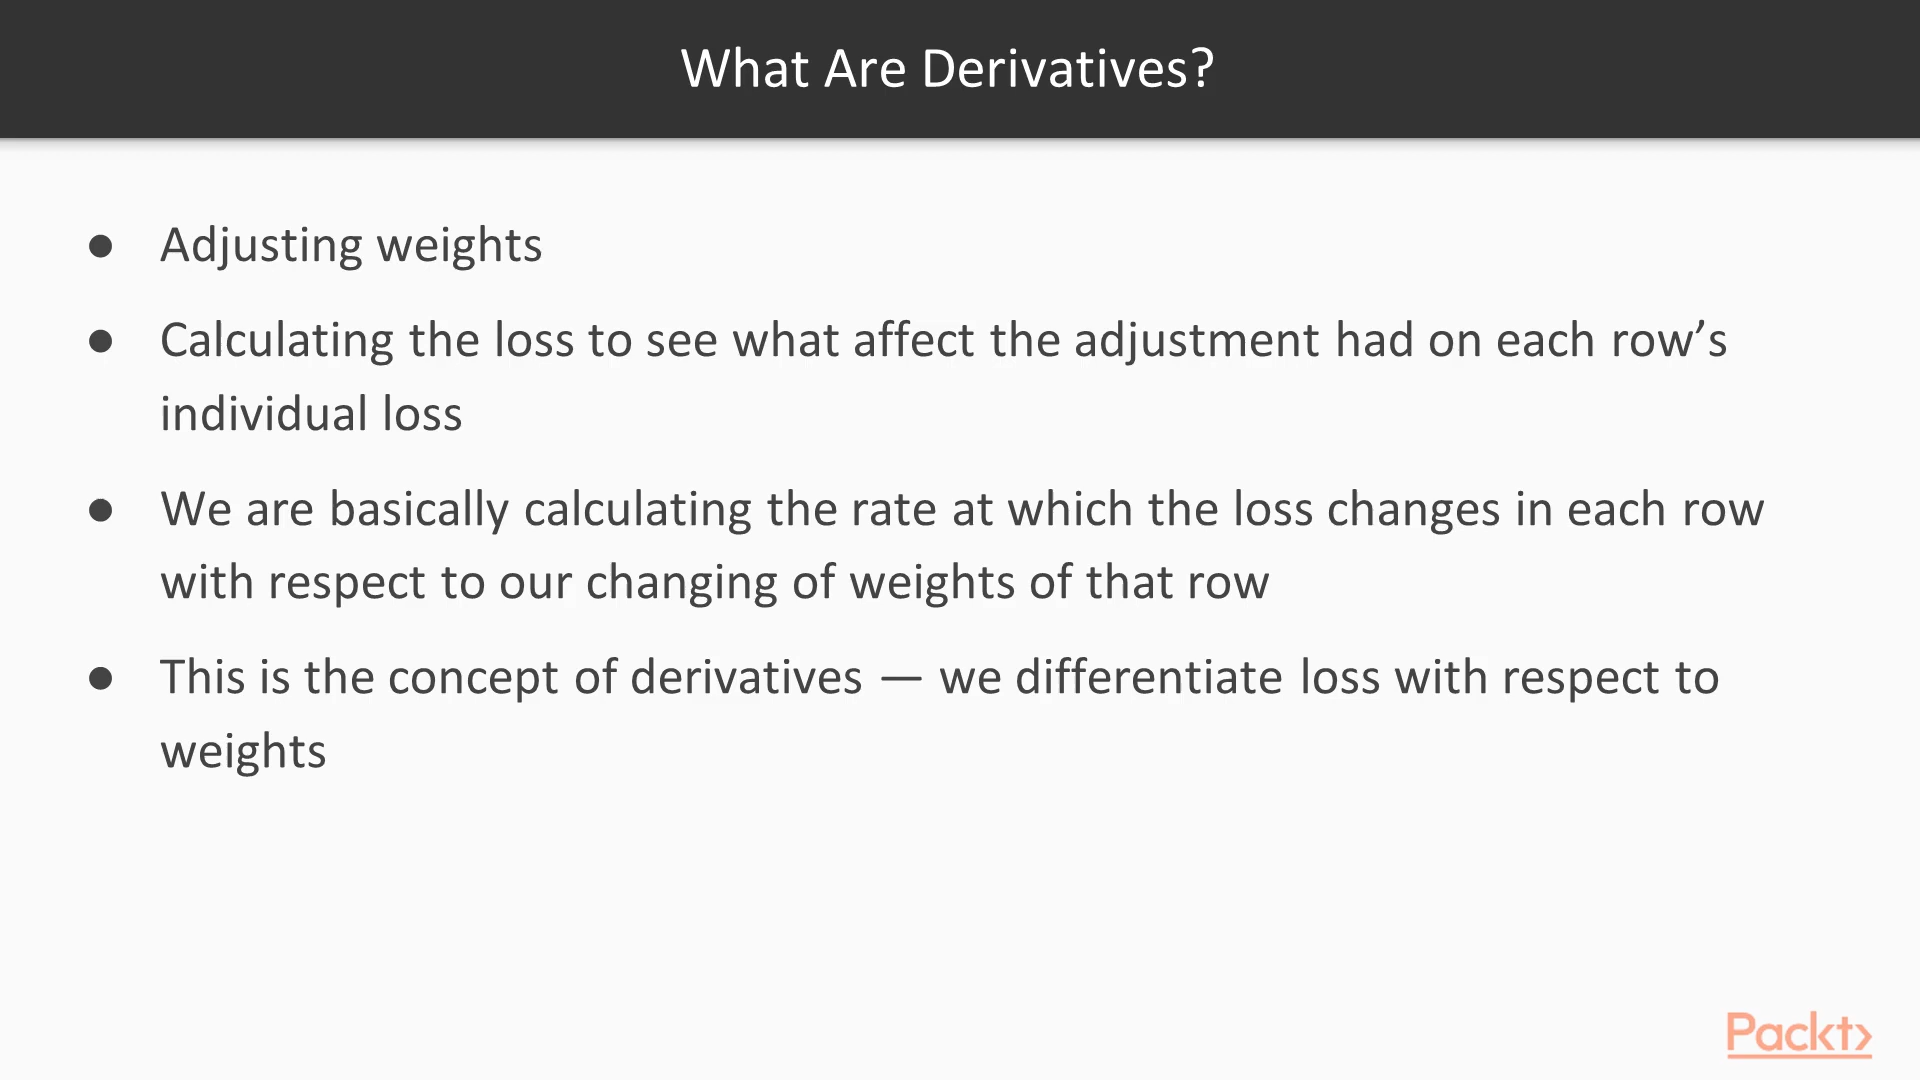 What Are Derivatives?
● Adjusting weights
● Calculating the loss to see what affect the adjustment had on each row’s
individual loss
● We are basically calculating the rate at which the loss changes in each row
with respect to our changing of weights of that row
● This is the concept of derivatives — we differentiate loss with respect to
weights
Packt>